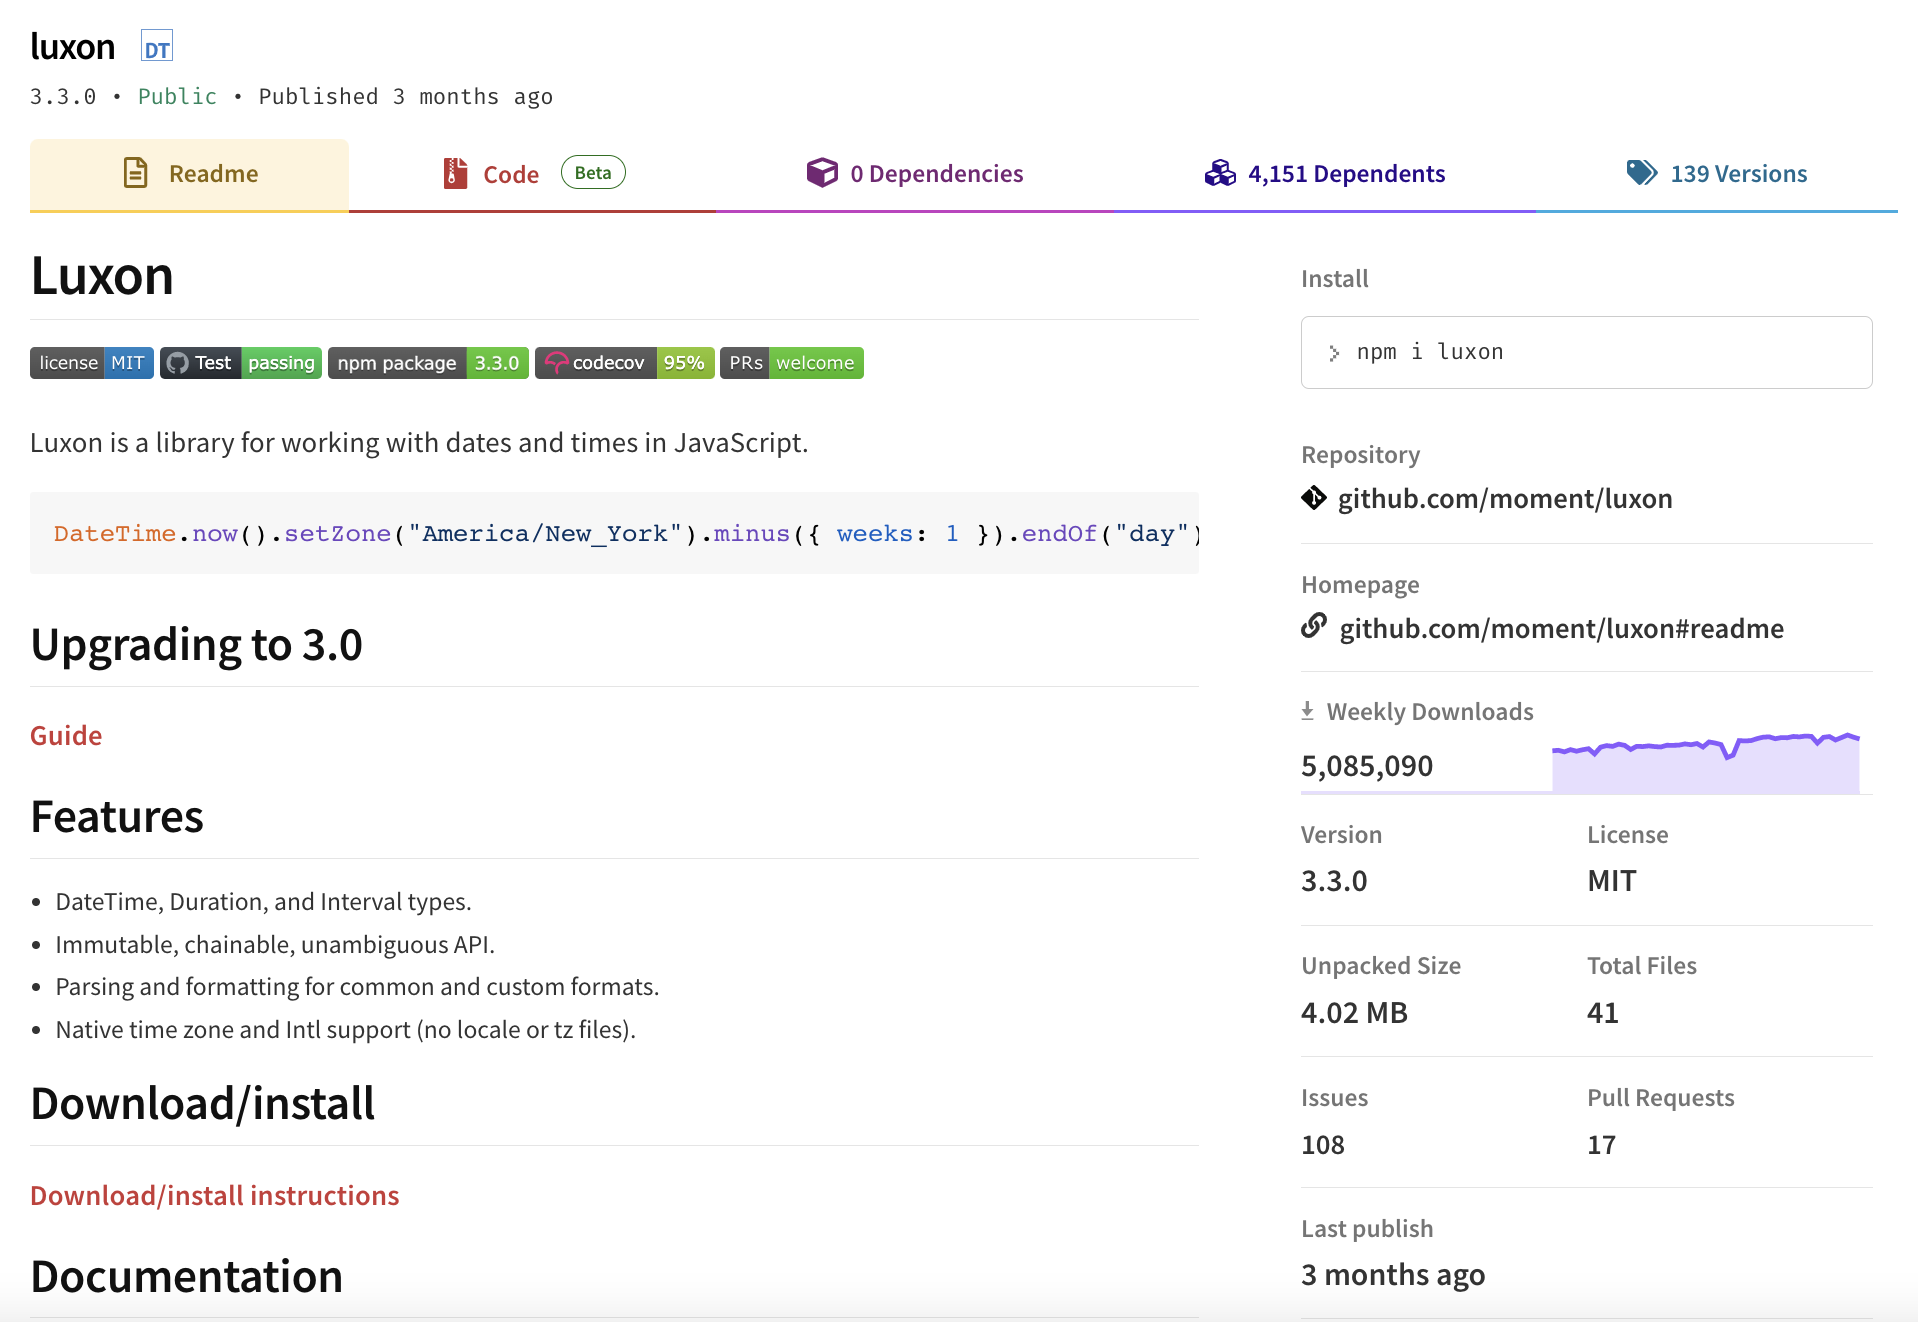 luxon DT
3.3.0 • Public • Published 3 months ago
Readme
Code Beta
0 Dependencies
4,151 Dependents
139 Versions
Luxon
license MIT Test passing npm package 3.3.0 codecov 95% PRs welcome
Luxon is a library for working with dates and times in JavaScript.
DateTime.now().setZone("America/New_York").minus({ weeks: 1 }).endOf("day")
Upgrading to 3.0
Guide
Features
• DateTime, Duration, and Interval types.
• Immutable, chainable, unambiguous API.
• Parsing and formatting for common and custom formats.
• Native time zone and Intl support (no locale or tz files).
Download/install
Download/install instructions
Documentation
Install
npm i luxon
Repository
github.com/moment/luxon
Homepage
github.com/moment/luxon#readme
Weekly Downloads
5,085,090
Version
3.3.0
License
MIT
Unpacked Size
4.02 MB
Total Files
41
Issues
108
Pull Requests
17
Last publish
3 months ago